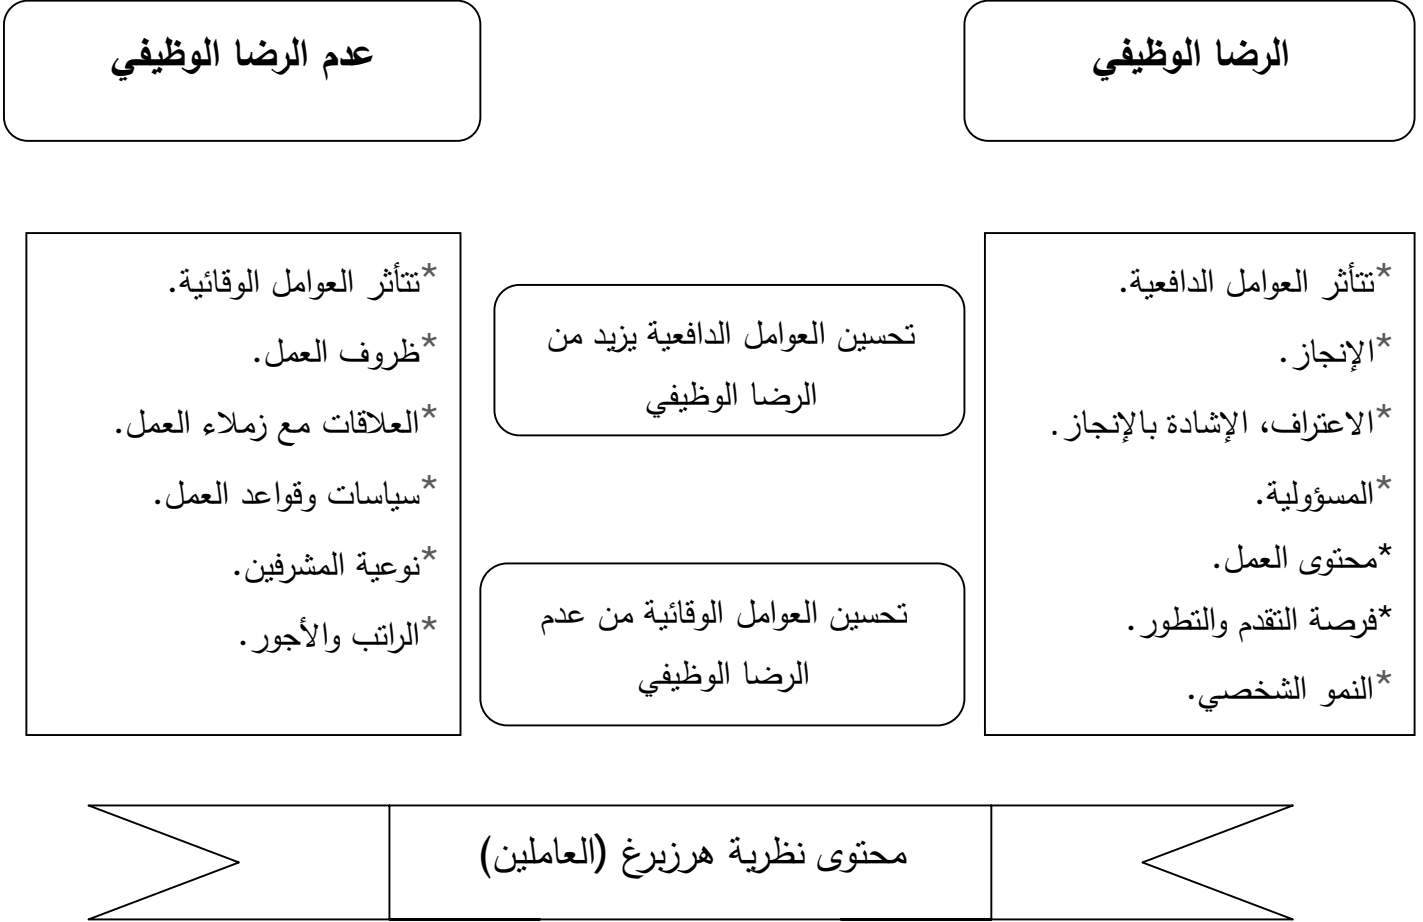 الرضا الوظيفي
عدم الرضا الوظيفي
*تتأثر العوامل الدافعية.
*الإنجاز.
*الاعتراف، الإشادة بالإنجاز.
*المسؤولية.
*محتوى العمل.
*فرصة التقدم والتطور.
*النمو الشخصي.
تحسين العوامل الدافعية يزيد من
الرضا الوظيفي
تحسين العوامل الوقائية من عدم
الرضا الوظيفي
*تتأثر العوامل الوقائية.
*ظروف العمل.
*العلاقات مع زملاء العمل.
*سياسات وقواعد العمل.
*نوعية المشرفين.
*الراتب والأجور.
محتوى نظرية هرزبرغ (العاملين)